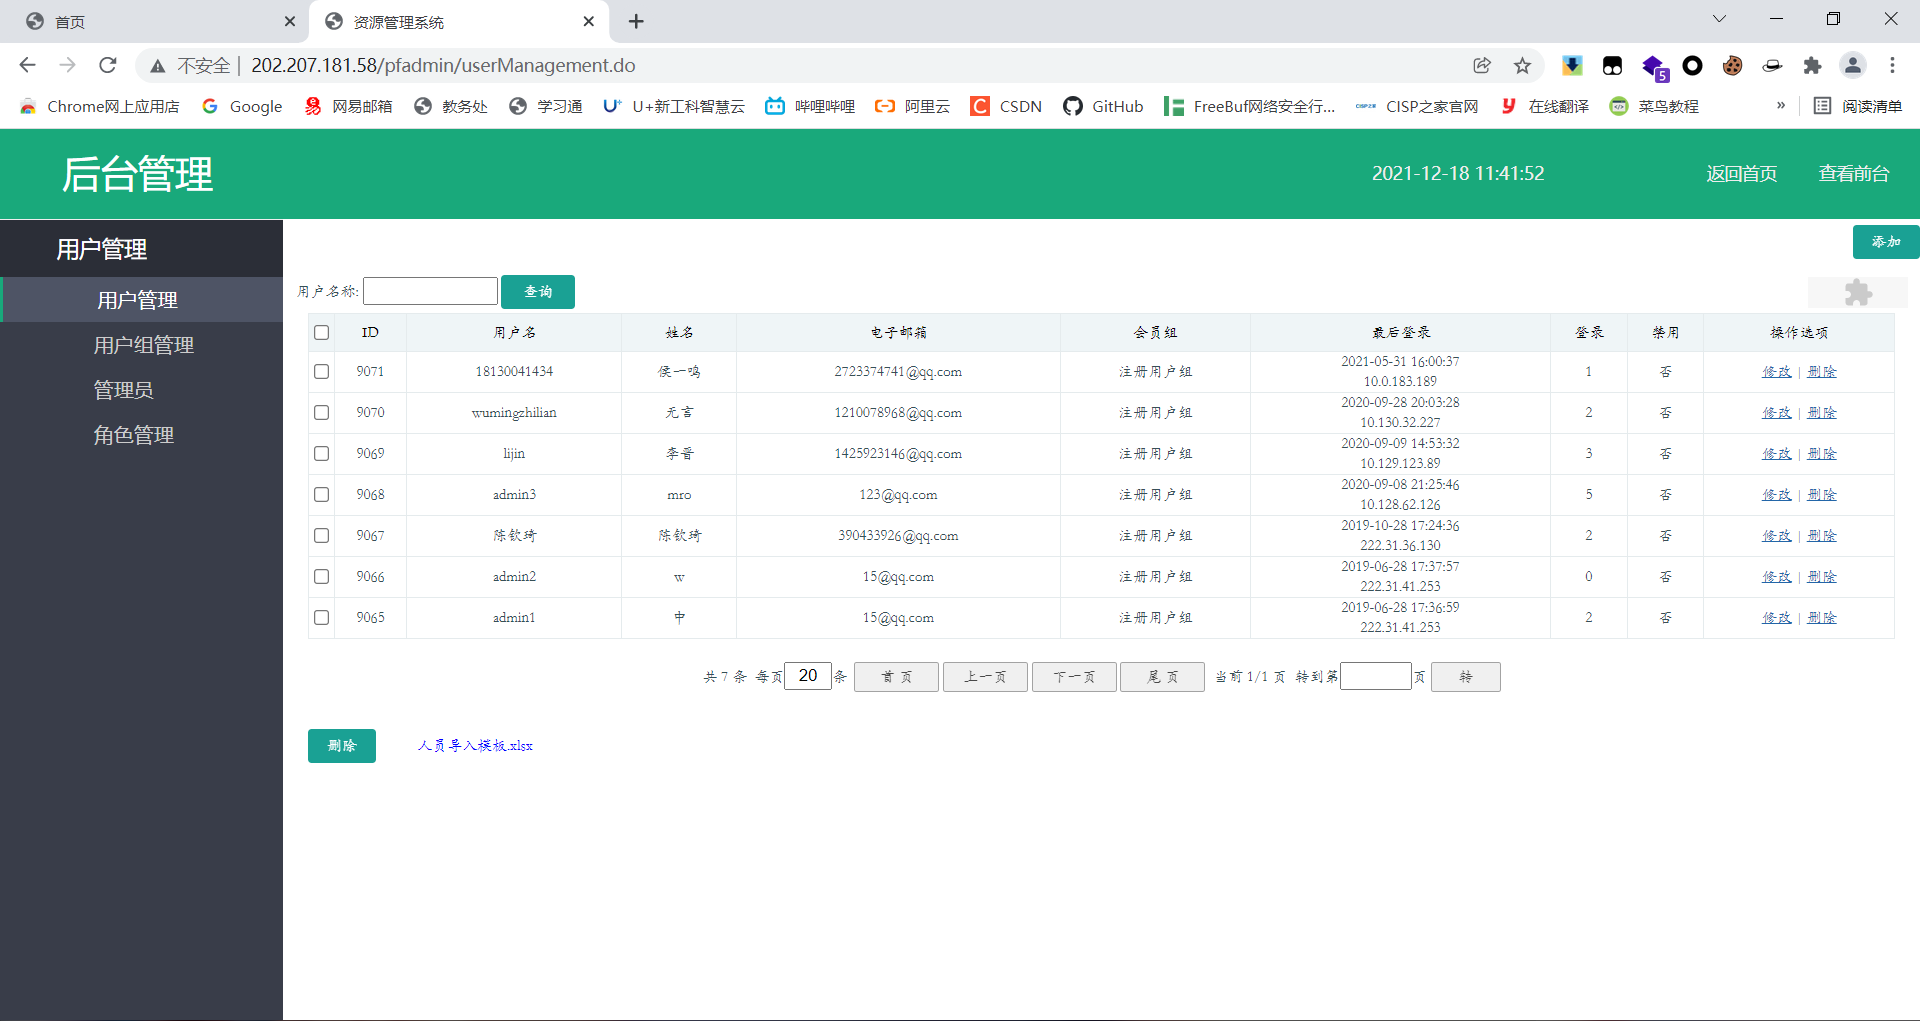 首页
资源管理系统
不安全 | 202.207.181.58/pfadmin/userManagement.do
5
Chrome网上应用店 Google 网易邮箱 教务处 学习通 U+新工科智慧云 哔哩哔哩 阿里云 CSDN GitHub FreeBuf网络安全行... CISP之家官网 在线翻译 菜鸟教程 » 阅读清单
后台管理
2021-12-18 11:41:52 返回首页 查看前台
用户管理
用户管理
用户组管理
管理员
角色管理
添加
用户名称: 查询
ID 用户名 姓名 电子邮箱 会员组 最后登录 登录 禁用 操作选项
9071 18130041434 侯一鸣 2723374741@qq.com 注册用户组 2021-05-31 16:00:37 10.0.183.189 1 否 修改 | 删除
9070 wumingzhilian 无言 1210078968@qq.com 注册用户组 2020-09-28 20:03:28 10.130.32.227 2 否 修改 | 删除
9069 lijin 李晋 1425923146@qq.com 注册用户组 2020-09-09 14:53:32 10.129.123.89 3 否 修改 | 删除
9068 admin3 mro 123@qq.com 注册用户组 2020-09-08 21:25:46 10.128.62.126 5 否 修改 | 删除
9067 陈钦琦 陈钦琦 390433926@qq.com 注册用户组 2019-10-28 17:24:36 222.31.36.130 2 否 修改 | 删除
9066 admin2 w 15@qq.com 注册用户组 2019-06-28 17:37:57 222.31.41.253 0 否 修改 | 删除
9065 admin1 中 15@qq.com 注册用户组 2019-06-28 17:36:59 222.31.41.253 2 否 修改 | 删除
共 7 条 每页 20 条 首 页 上一页 下一页 尾 页 当前 1/1 页 转到第 页 转
删除 人员导入模板.xlsx